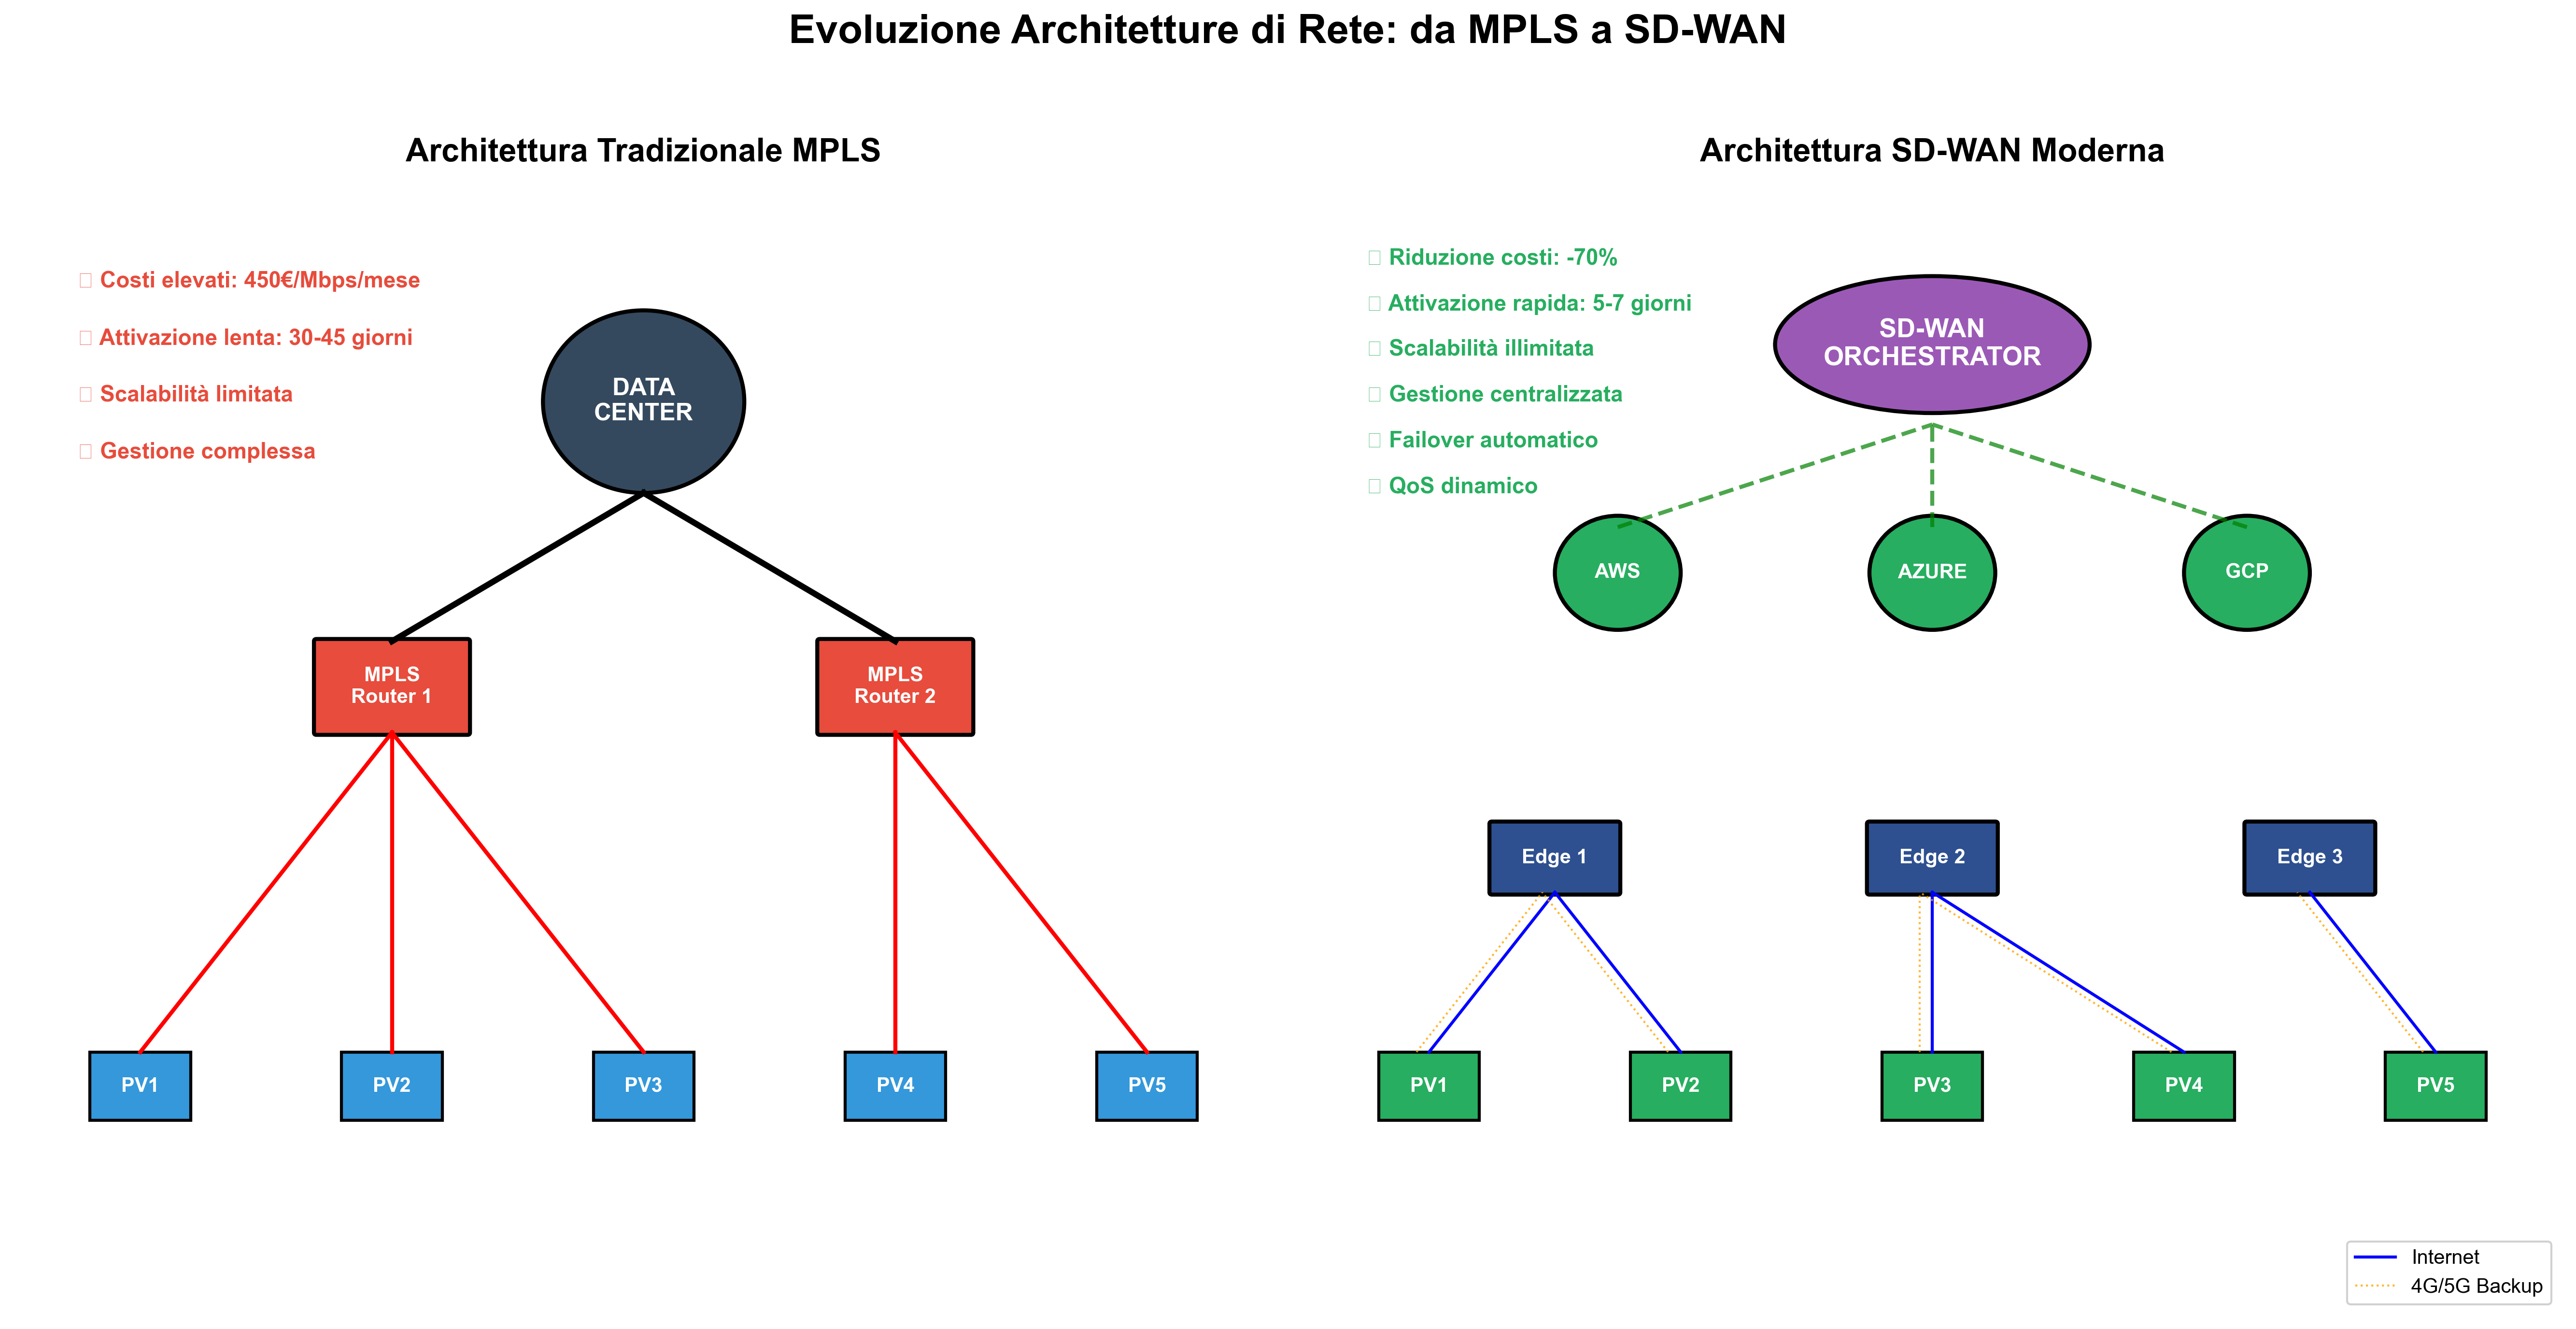 Evoluzione Architetture di Rete: da MPLS a SD-WAN
Architettura Tradizionale MPLS
Costi elevati: 450€/Mbps/mese
Attivazione lenta: 30-45 giorni
Scalabilità limitata
Gestione complessa
DATA
CENTER
MPLS
Router 1
MPLS
Router 2
PV1
PV2
PV3
PV4
PV5
Architettura SD-WAN Moderna
Riduzione costi: -70%
Attivazione rapida: 5-7 giorni
Scalabilità illimitata
Gestione centralizzata
Failover automatico
QoS dinamico
SD-WAN
ORCHESTRATOR
AWS
AZURE
GCP
Edge 1
Edge 2
Edge 3
PV1
PV2
PV3
PV4
PV5
Internet
4G/5G Backup